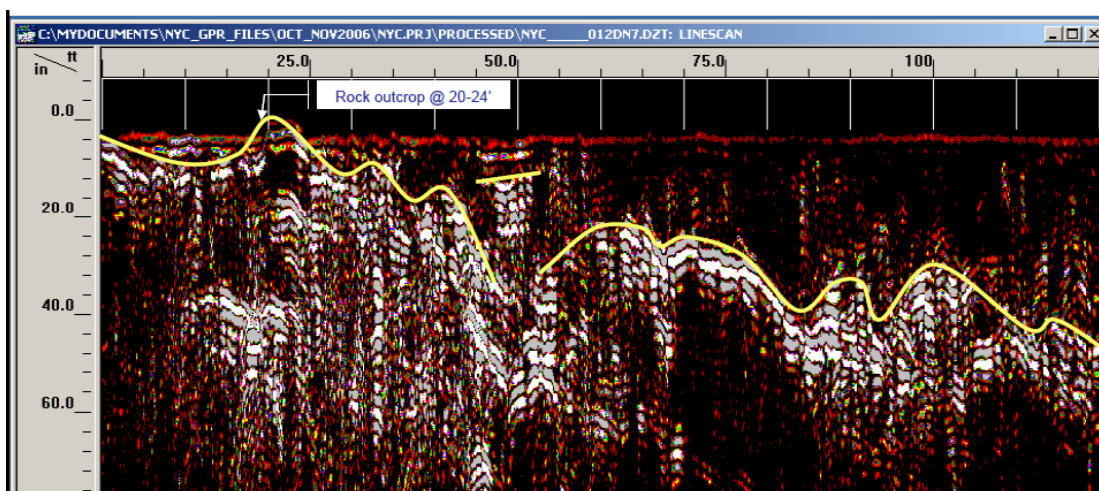 C:\MYDOCUMENTS\NYC_GPR_FILES\OCT_NOV2006\NYC.PRJ\PROCESSED\NYC_____012DN7.DZT: LINESCAN
ft
in
25.0
50.0
75.0
100
Rock outcrop @ 20-24'
0.0
20.0
40.0
60.0